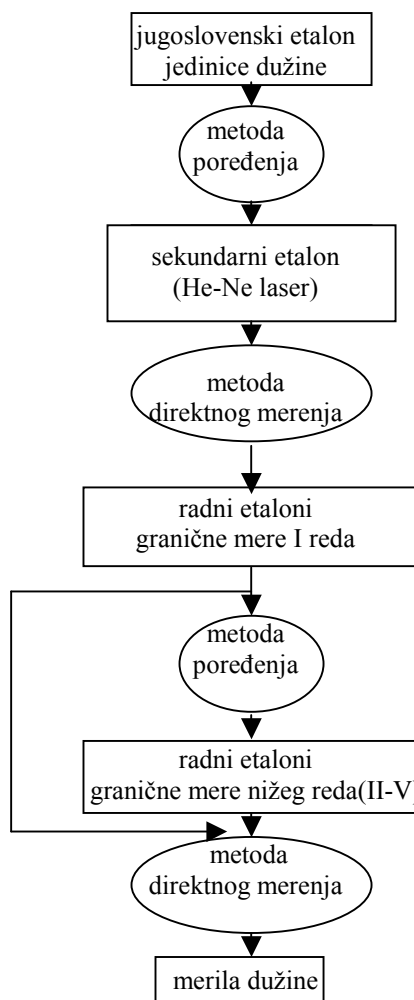 jugoslovenski etalon
jedinice dužine
metoda
poređenja
sekundarni etalon
(He-Ne laser)
metoda
direktnog merenja
radni etaloni
granične mere I reda
metoda
poređenja
radni etaloni
granične mere nižeg reda(II-V)
metoda
direktnog merenja
merila dužine